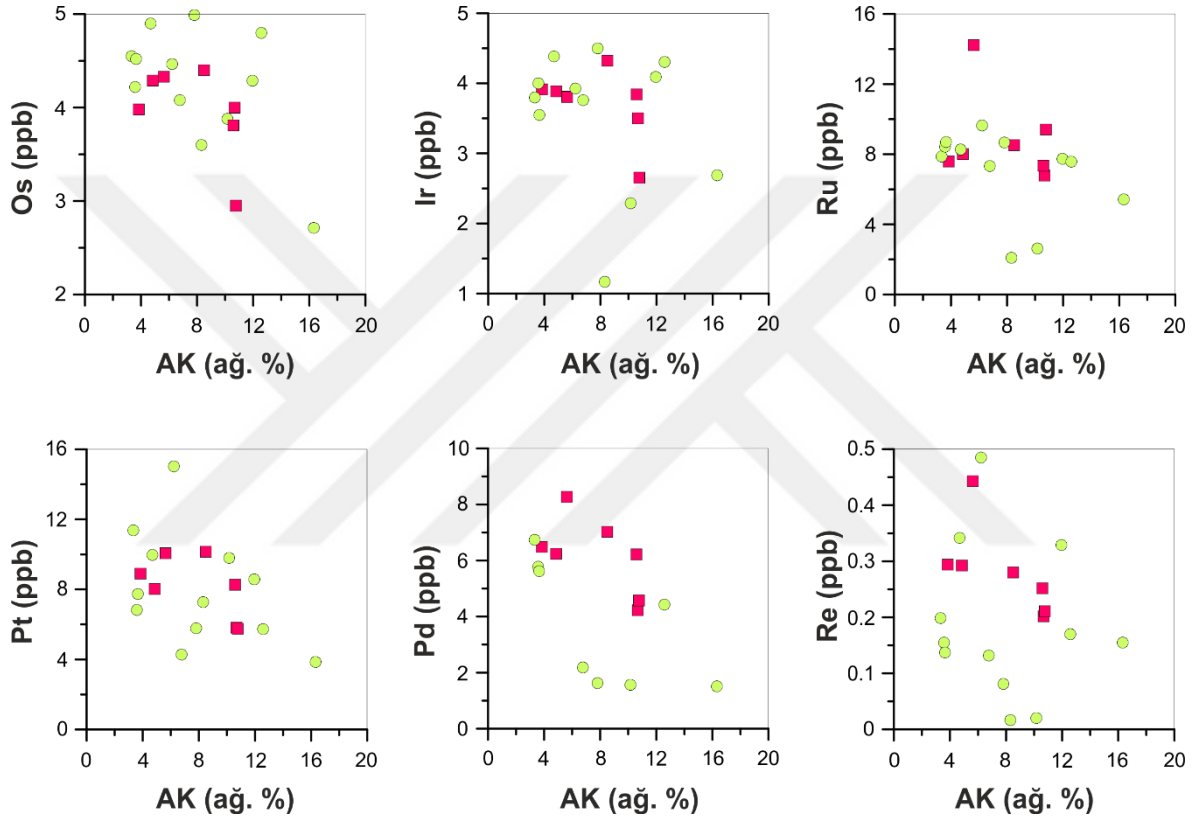 5
4
3
2
Os (ppb)
0 4 8 12 16 20
AK (ağ. %)
5
4
3
2
1
Ir (ppb)
0 4 8 12 16 20
AK (ağ. %)
16
12
8
4
0
Ru (ppb)
0 4 8 12 16 20
AK (ağ. %)
16
12
8
4
0
Pt (ppb)
0 4 8 12 16 20
AK (ağ. %)
10
8
6
4
2
0
Pd (ppb)
0 4 8 12 16 20
AK (ağ. %)
0.5
0.4
0.3
0.2
0.1
0
Re (ppb)
0 4 8 12 16 20
AK (ağ. %)